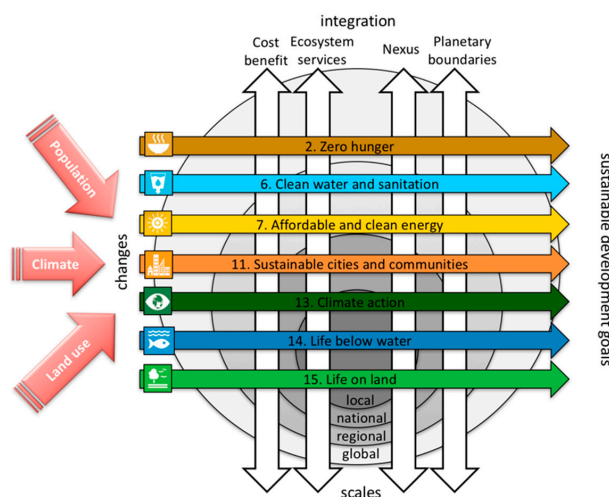 integration
Cost
benefit
Ecosystem
services
Nexus
Planetary
boundaries
Population
Climate
Land use
changes
2. Zero hunger
6. Clean water and sanitation
7. Affordable and clean energy
11. Sustainable cities and communities
13. Climate action
14. Life below water
15. Life on land
local
national
regional
global
scales
sustainable development goals